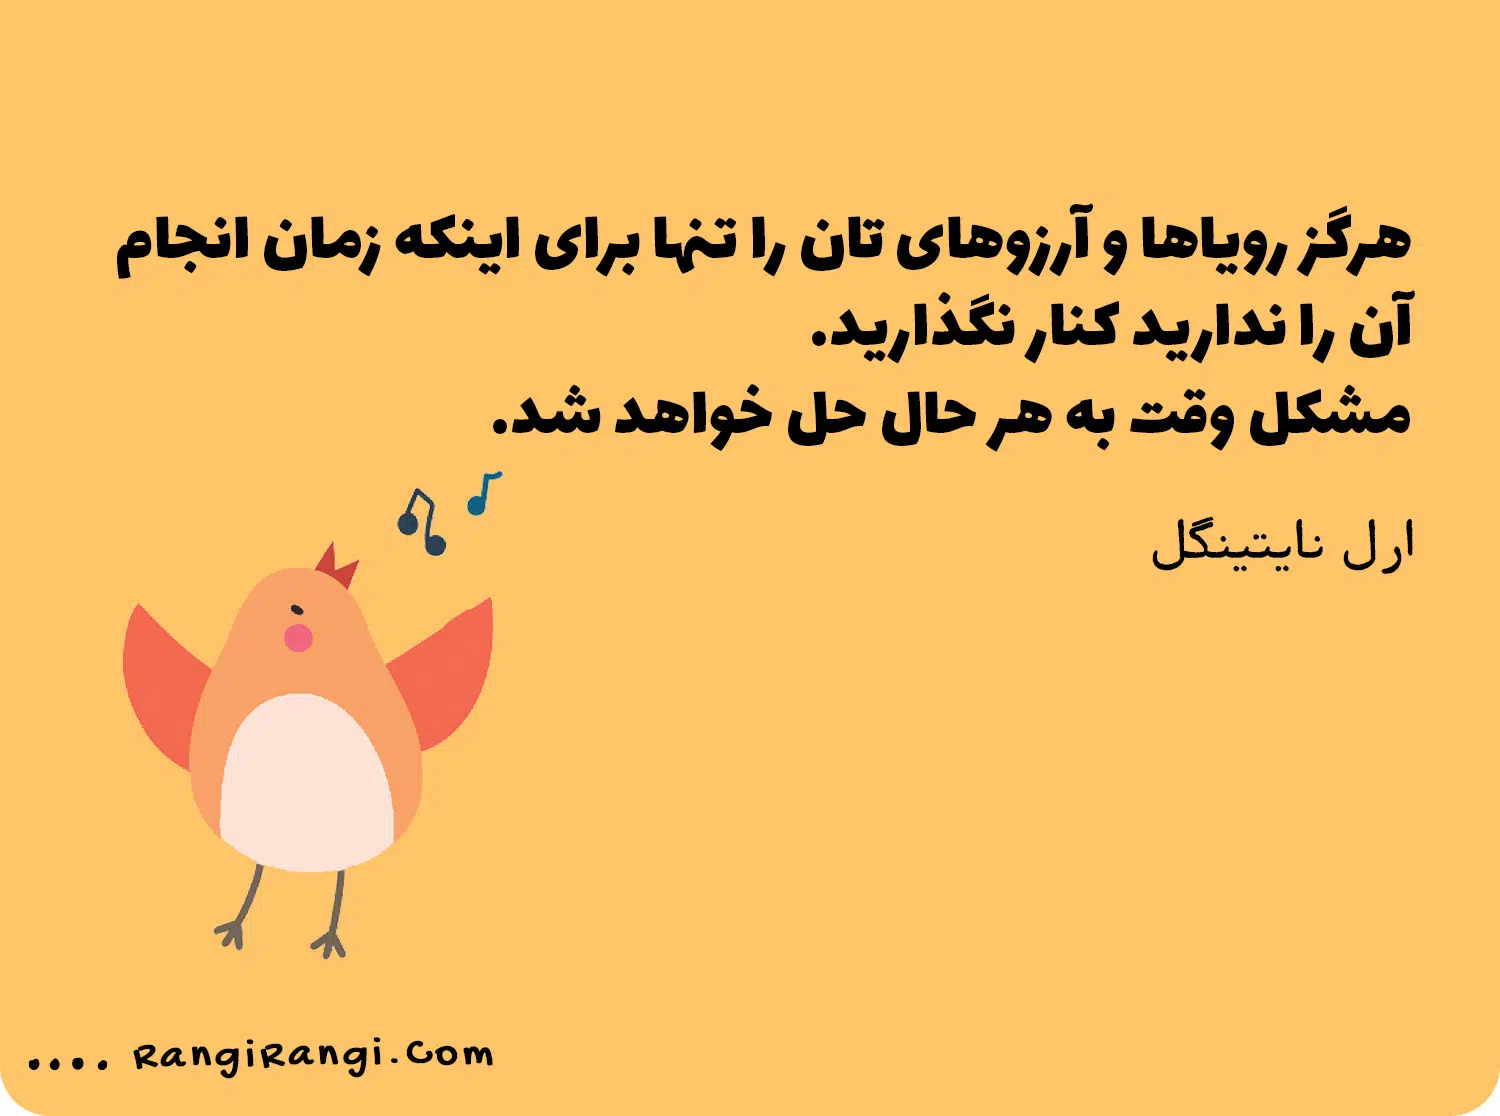 هرگز رویاها و آرزوهای تان را تنها برای اینکه زمان انجام
آن را ندارید کنار نگذارید.
مشکل وقت به هر حال حل خواهد شد.
ارل نایتینگل
.... RangiRangi.Com